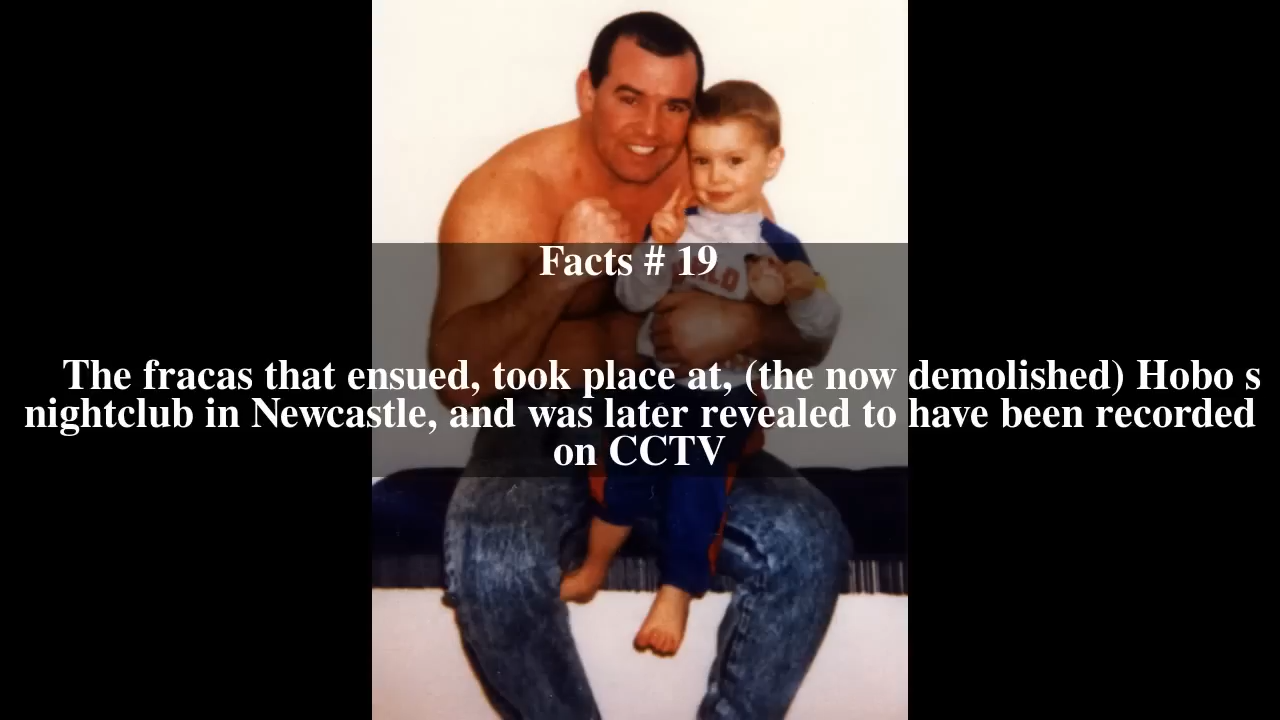 Facts # 19
The fracas that ensued, took place at, (the now demolished) Hobo s
nightclub in Newcastle, and was later revealed to have been recorded
on CCTV